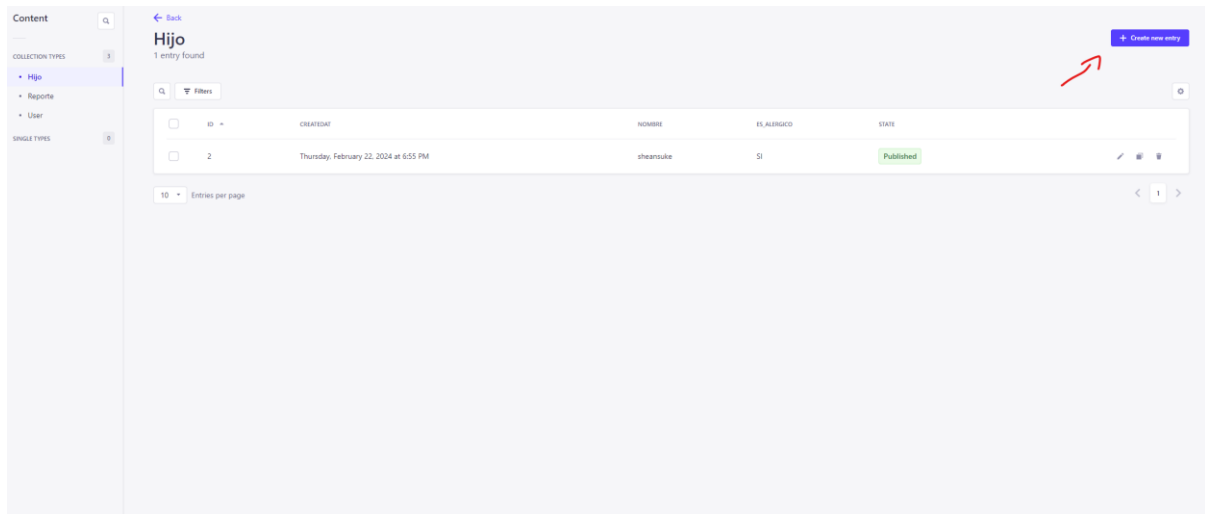 Content
COLLECTION TYPES 3
Hijo
Reporte
User
SINGLE TYPES 0
Back
Hijo
1 entry found
Create new entry
Filters
ID CREATEDAT NOMBRE ES_ALERGICO STATE
2 Thursday, February 22, 2024 at 6:55 PM sheansuke SI Published
10 Entries per page
1